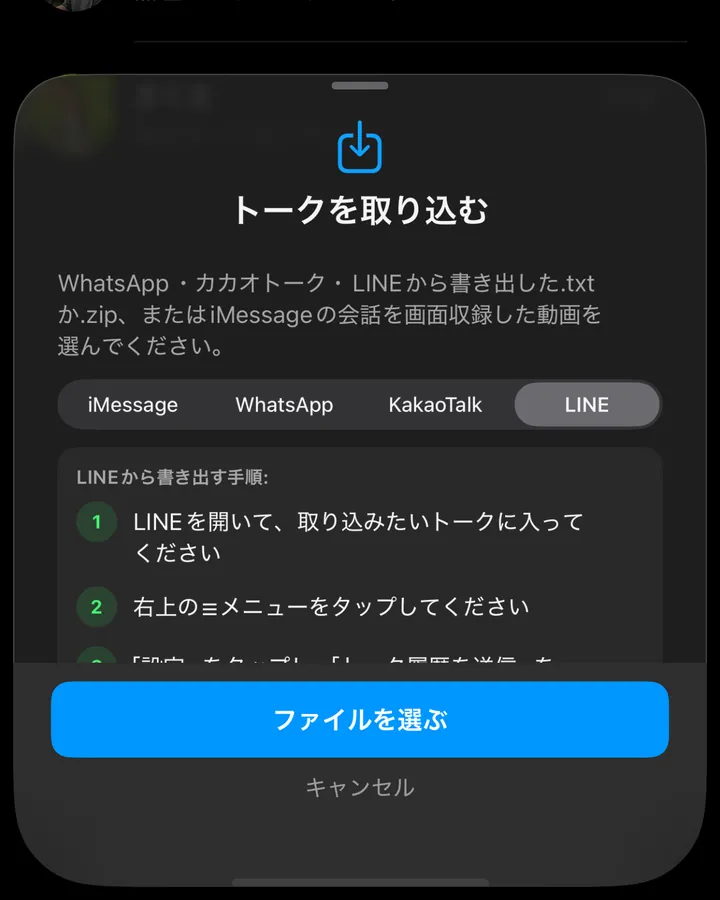 トークを取り込む
WhatsApp・カカオトーク・LINEから書き出した.txt
か.zip、またはiMessageの会話を画面収録した動画を
選んでください。
iMessage WhatsApp KakaoTalk LINE
LINEから書き出す手順:
1 LINEを開いて、取り込みたいトークに入って
ください
2 右上の≡メニューをタップしてください
ファイルを選ぶ
キャンセル